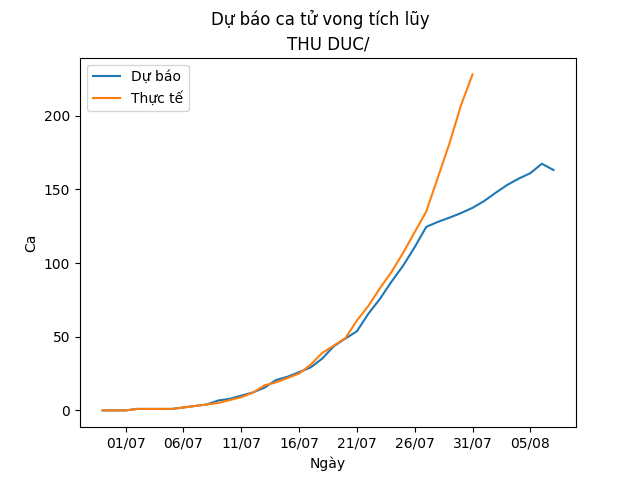 Dự báo ca tử vong tích lũy
THU DUC/
Dự báo
Thực tế
200
150
100
50
0
Ca
01/07 06/07 11/07 16/07 21/07 26/07 31/07 05/08
Ngày